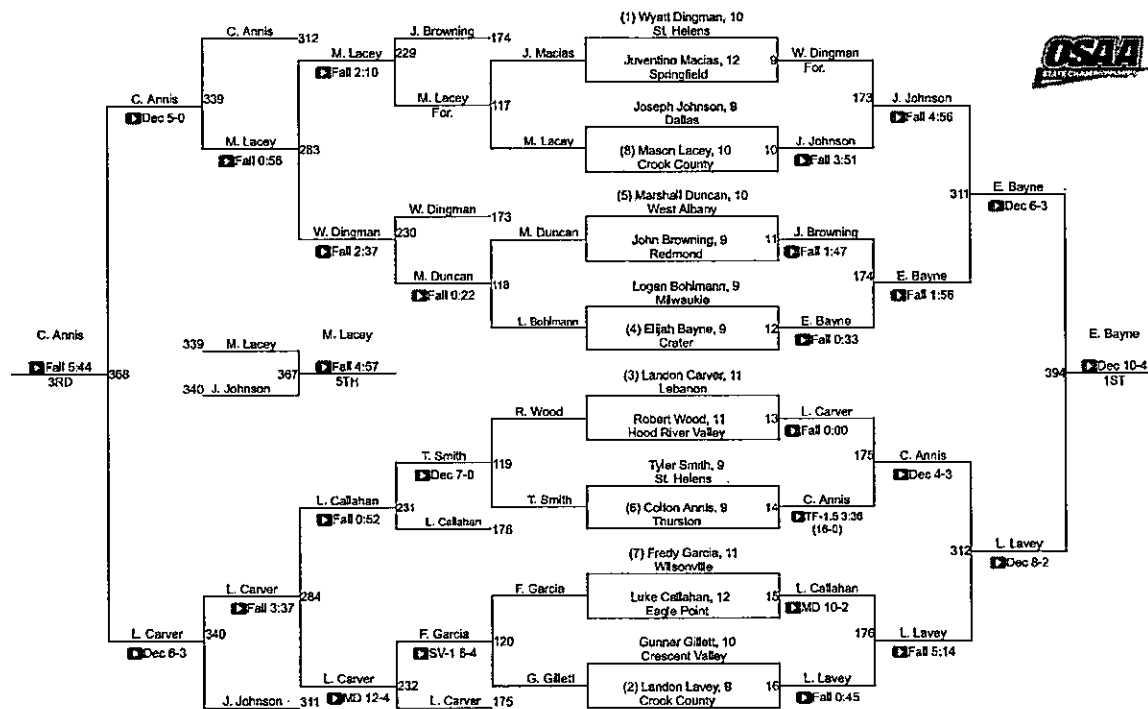 OSAA
STATE CHAMPIONSHIPS
(1) Wyatt Dingman, 10
St. Helens
Juventino Macias, 12
Springfield
9
Joseph Johnson, 9
Dallas
(8) Mason Lacey, 10
Crook County
10
(5) Marshall Duncan, 10
West Albany
John Browning, 9
Redmond
11
Logan Bohlmann, 9
Milwaukie
(4) Elijah Bayne, 9
Crater
12
(3) Landon Carver, 11
Lebanon
Robert Wood, 11
Hood River Valley
13
Tyler Smith, 9
St. Helens
(6) Colton Annis, 9
Thurston
14
(7) Fredy Garcia, 11
Wilsonville
Luke Callahan, 12
Eagle Point
15
Gunner Gillett, 10
Crescent Valley
(2) Landon Lavey, 8
Crook County
16
W. Dingman
For.
173
J. Johnson
Fall 3:51
J. Browning
Fall 1:47
174
E. Bayne
Fall 0:33
L. Carver
Fall 0:00
175
C. Annis
TF-1.5 3:36
(16-0)
L. Callahan
MD 10-2
176
L. Lavey
Fall 0:45
J. Johnson
Fall 4:56
311
E. Bayne
Fall 1:56
C. Annis
Dec 4-3
312
L. Lavey
Fall 5:14
E. Bayne
Dec 6-3
394
L. Lavey
Dec 8-2
E. Bayne
Dec 10-4
1ST
J. Macias
117
M. Lacey
M. Duncan
118
L. Bohlmann
R. Wood
119
T. Smith
F. Garcia
120
G. Gillett
J. Browning
174
229
M. Lacey
For.
W. Dingman
173
230
M. Duncan
Fall 0:22
T. Smith
Dec 7-0
231
L. Callahan
176
F. Garcia
SV-1 6-4
232
L. Carver
175
M. Lacey
Fall 2:10
283
W. Dingman
Fall 2:37
L. Callahan
Fall 0:52
284
L. Carver
MD 12-4
C. Annis
312
339
M. Lacey
Fall 0:56
L. Carver
Fall 3:37
340
J. Johnson
311
C. Annis
Dec 5-0
368
L. Carver
Dec 6-3
C. Annis
Fall 5:44
3RD
339
M. Lacey
367
340
J. Johnson
M. Lacey
Fall 4:57
5TH